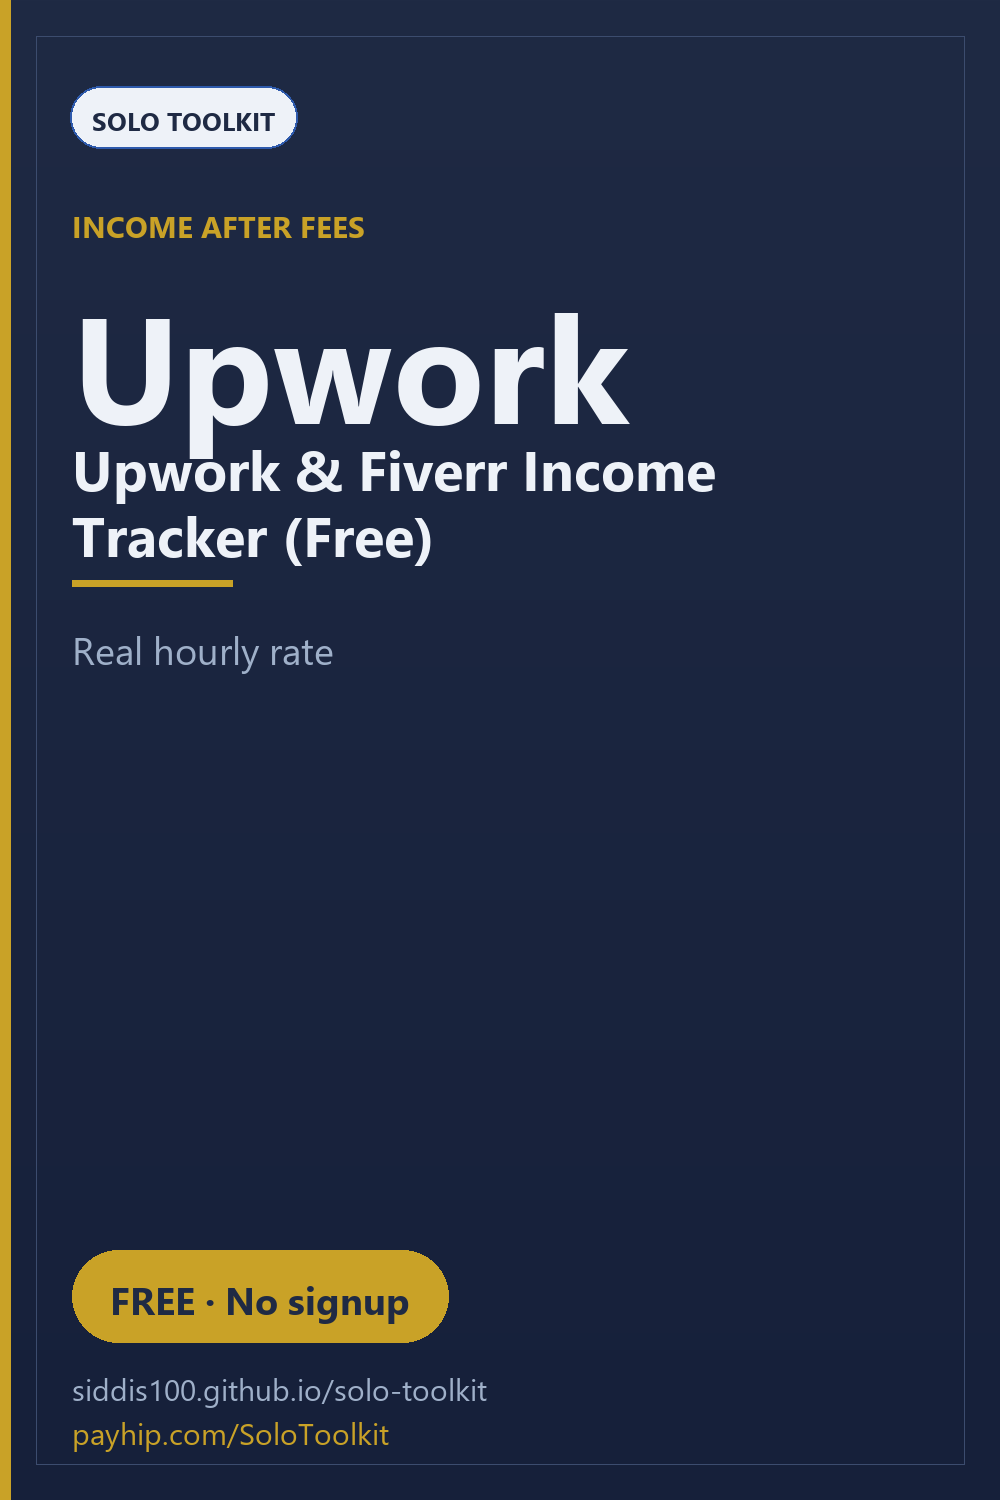 SOLO TOOLKIT
INCOME AFTER FEES
Upwork
Upwork & Fiverr Income
Tracker (Free)
Real hourly rate
FREE · No signup
siddis100.github.io/solo-toolkit
payhip.com/SoloToolkit